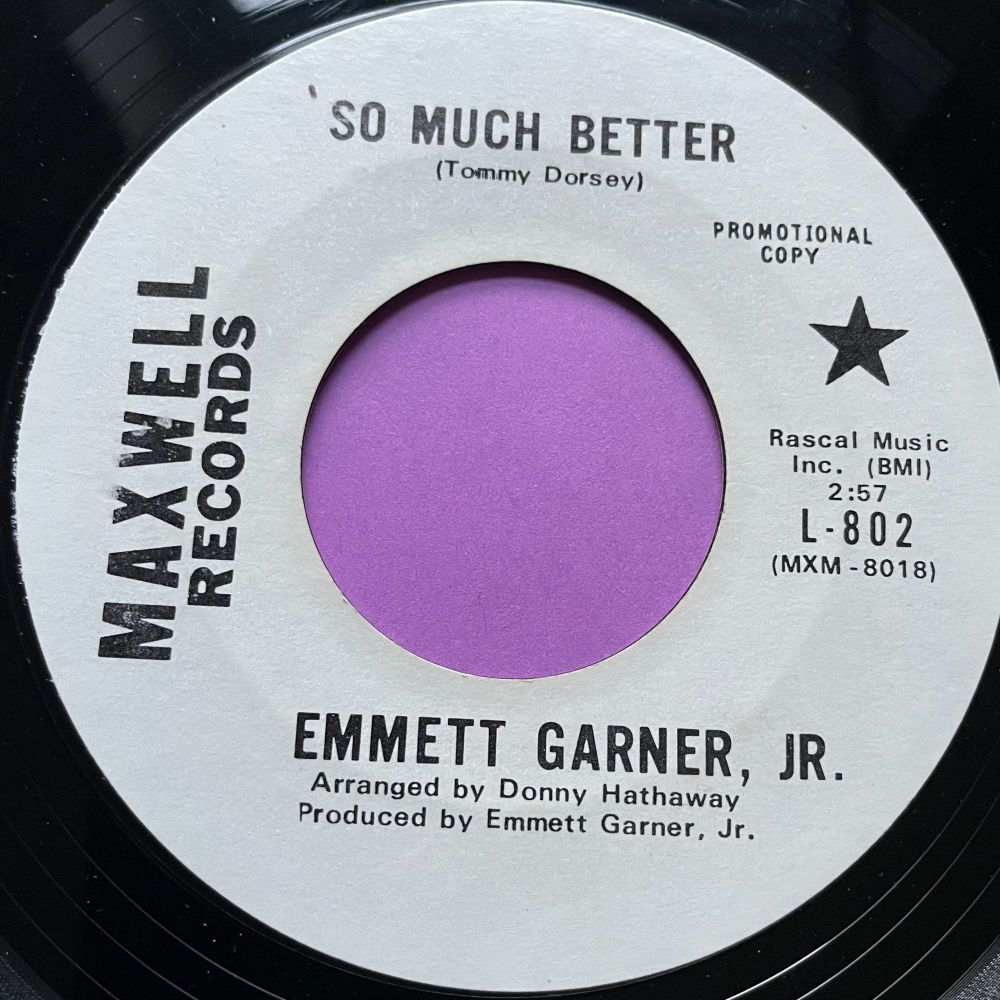 SO MUCH BETTER
(Tommy Dorsey)
PROMOTIONAL
COPY
MAXWELL
RECORDS
Rascal Music
Inc. (BMI)
2:57
L-802
(MXM-8018)
EMMETT GARNER, JR.
Arranged by Donny Hathaway
Produced by Emmett Garner, Jr.